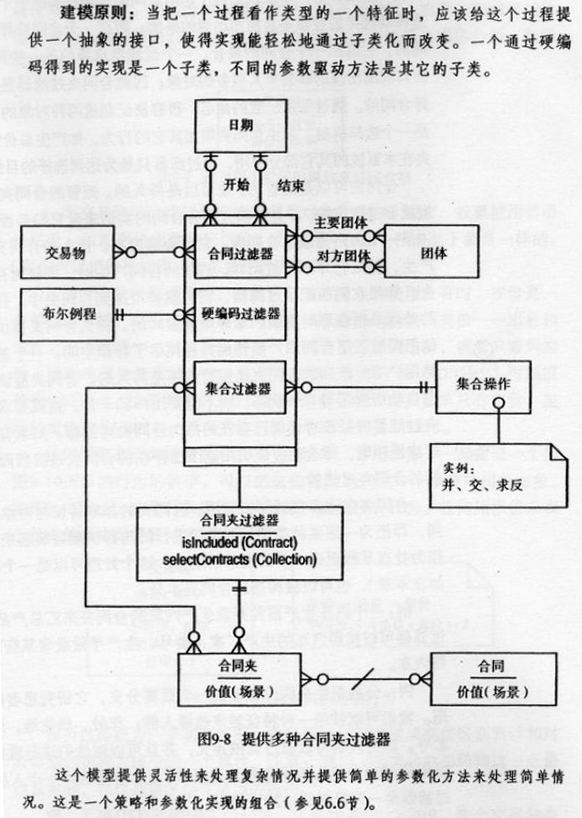 建模原则：当把一个过程看作类型的一个特征时，应该给这个过程提
供一个抽象的接口，使得实现能轻松地通过子类化而改变。一个通过硬编
码得到的实现是一个子类，不同的参数驱动方法是其它的子类。
日期
开始
结束
交易物
合同过滤器
主要团体
对方团体
团体
布尔例程
硬编码过滤器
集合过滤器
集合操作
实例：
并、交、求反
合同夹过滤器
isIncluded (Contract)
selectContracts (Collection)
合同夹
价值（场景）
合同
价值（场景）
图9-8 提供多种合同夹过滤器
这个模型提供灵活性来处理复杂情况并提供简单的参数化方法来处理简单情
况。这是一个策略和参数化实现的组合（参见6.6节）。